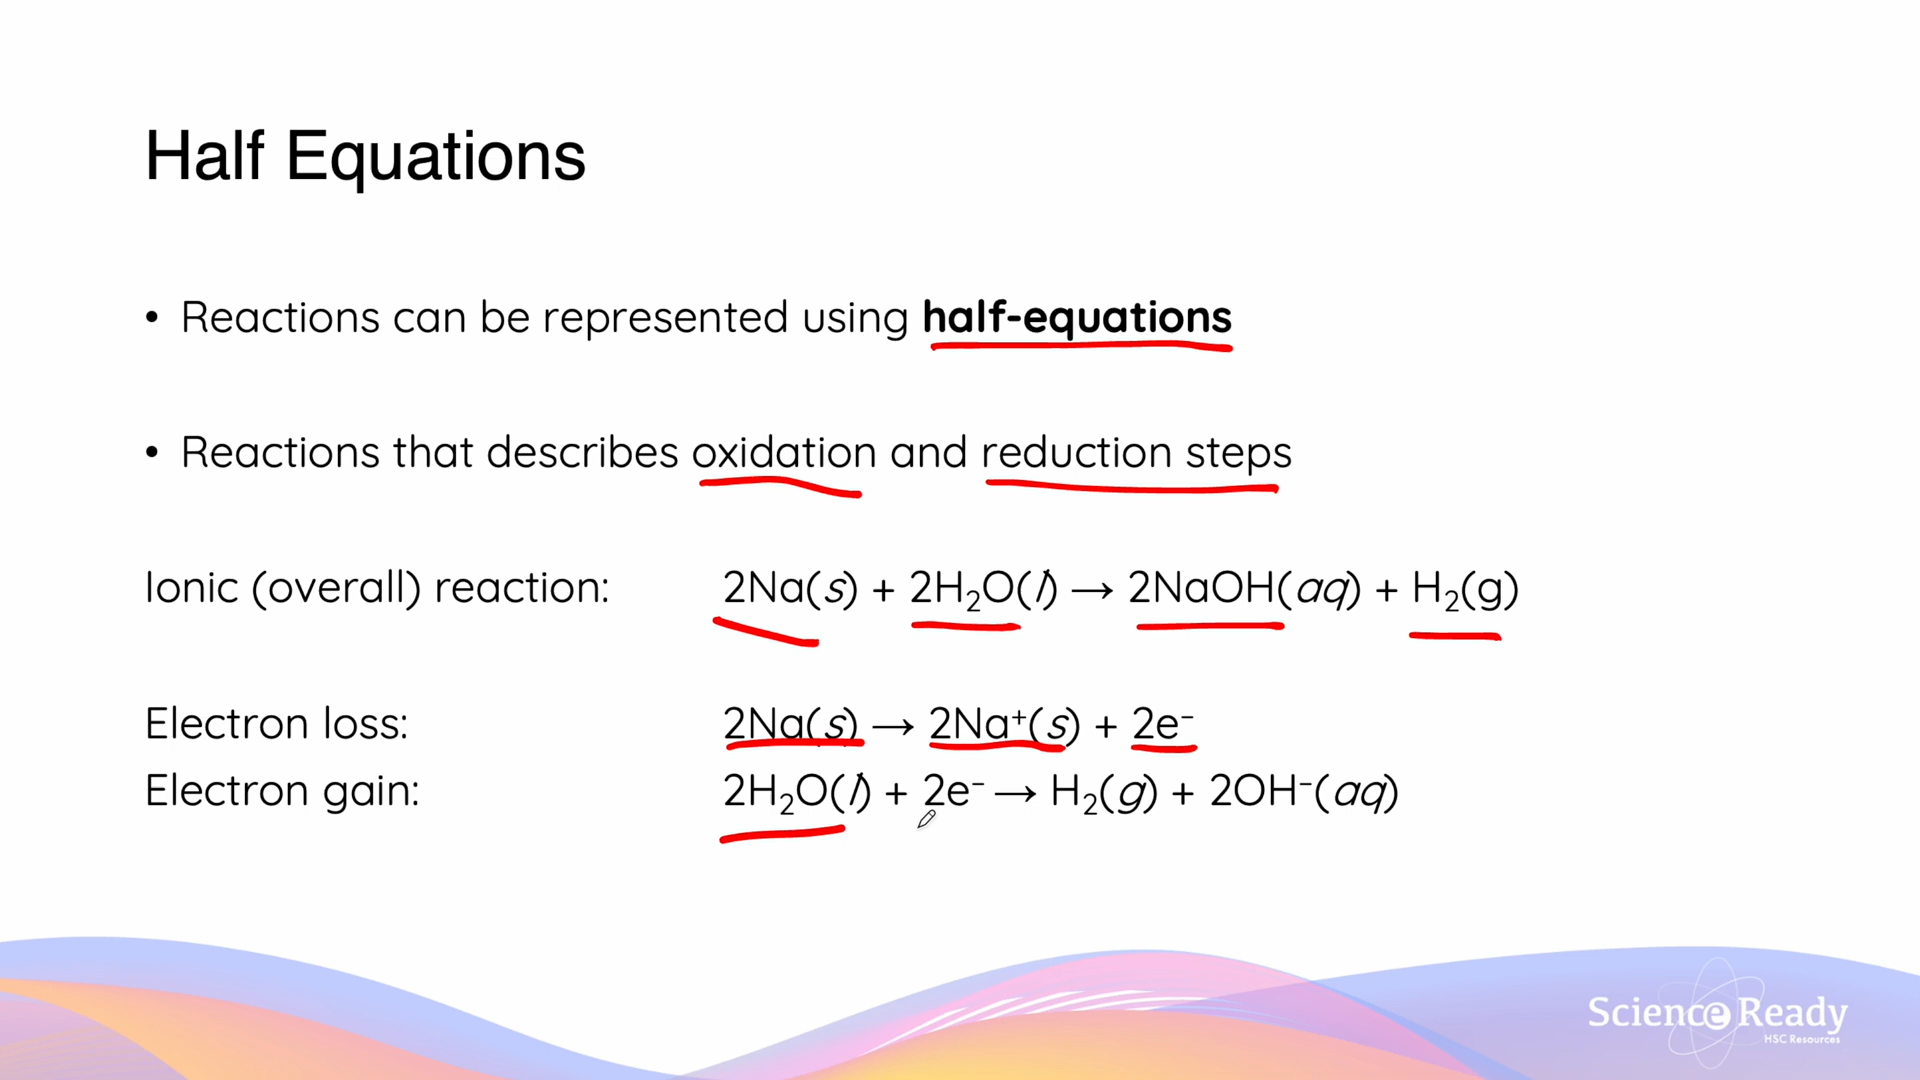 Half Equations
• Reactions can be represented using half-equations
• Reactions that describes oxidation and reduction steps
Ionic (overall) reaction: 2Na(s) + 2H₂O(l) → 2NaOH(aq) + H₂(g)
Electron loss: 2Na(s) → 2Na⁺(s) + 2e⁻
Electron gain: 2H₂O(l) + 2e⁻ → H₂(g) + 2OH⁻(aq)
Science Ready
HSC Resources